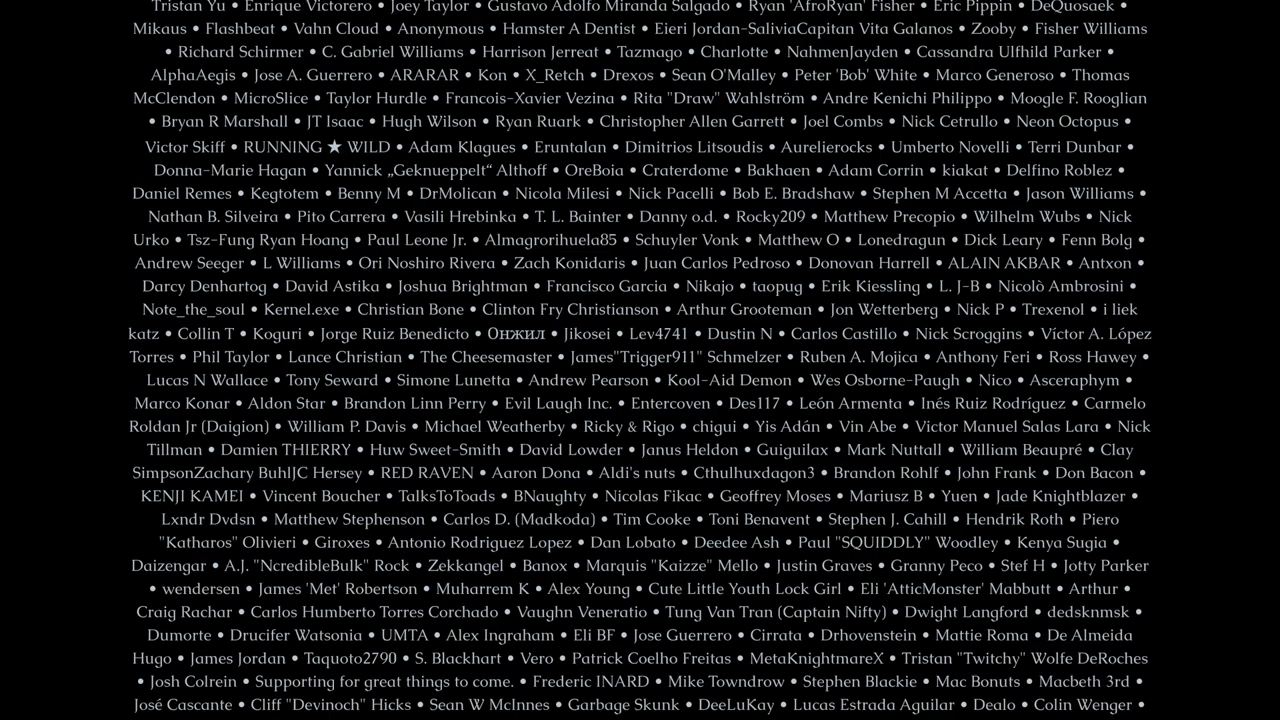 Tristan Yu • Enrique Victorero • Joey Taylor • Gustavo Adolfo Miranda Salgado • Ryan 'AfroRyan' Fisher • Eric Pippin • DeQuosaek •
Mikaus • Flashbeat • Vahn Cloud • Anonymous • Hamster A Dentist • Eieri Jordan-SaliviaCapitan Vita Galanos • Zooby • Fisher Williams
• Richard Schirmer • C. Gabriel Williams • Harrison Jerreat • Tazmago • Charlotte • NahmenJayden • Cassandra Ulfhild Parker •
AlphaAegis • Jose A. Guerrero • ARARAR • Kon • X_Retch • Drexos • Sean O'Malley • Peter 'Bob' White • Marco Generoso • Thomas
McClendon • MicroSlice • Taylor Hurdle • Francois-Xavier Vezina • Rita "Draw" Wahlström • Andre Kenichi Philippo • Moogle F. Rooglian
• Bryan R Marshall • JT Isaac • Hugh Wilson • Ryan Ruark • Christopher Allen Garrett • Joel Combs • Nick Cetrullo • Neon Octopus •
Victor Skiff • RUNNING ★ WILD • Adam Klagues • Eruntalan • Dimitrios Litsoudis • Aurelierocks • Umberto Novelli • Terri Dunbar •
Donna-Marie Hagan • Yannick „Geknueppelt“ Althoff • OreBoia • Craterdome • Bakhaen • Adam Corrin • kiakat • Delfino Roblez •
Daniel Remes • Kegtotem • Benny M • DrMolican • Nicola Milesi • Nick Pacelli • Bob E. Bradshaw • Stephen M Accetta • Jason Williams •
Nathan B. Silveira • Pito Carrera • Vasili Hrebinka • T. L. Bainter • Danny o.d. • Rocky209 • Matthew Precopio • Wilhelm Wubs • Nick
Urko • Tsz-Fung Ryan Hoang • Paul Leone Jr. • Almagrorihuela85 • Schuyler Vonk • Matthew O • Lonedragun • Dick Leary • Fenn Bolg •
Andrew Seeger • L Williams • Ori Noshiro Rivera • Zach Konidaris • Juan Carlos Pedroso • Donovan Harrell • ALAIN AKBAR • Antxon •
Darcy Denhartog • David Astika • Joshua Brightman • Francisco Garcia • Nikajo • taopug • Erik Kiessling • L. J-B • Nicolò Ambrosini •
Note_the_soul • Kernel.exe • Christian Bone • Clinton Fry Christianson • Arthur Grooteman • Jon Wetterberg • Nick P • Trexenol • i liek
katz • Collin T • Koguri • Jorge Ruiz Benedicto • Онжил • Jikosei • Lev4741 • Dustin N • Carlos Castillo • Nick Scroggins • Víctor A. López
Torres • Phil Taylor • Lance Christian • The Cheesemaster • James"Trigger911" Schmelzer • Ruben A. Mojica • Anthony Feri • Ross Hawey •
Lucas N Wallace • Tony Seward • Simone Lunetta • Andrew Pearson • Kool-Aid Demon • Wes Osborne-Paugh • Nico • Asceraphym •
Marco Konar • Aldon Star • Brandon Linn Perry • Evil Laugh Inc. • Entercoven • Des117 • León Armenta • Inés Ruiz Rodríguez • Carmelo
Roldan Jr (Daigion) • William P. Davis • Michael Weatherby • Ricky & Rigo • chigui • Yis Adán • Vin Abe • Victor Manuel Salas Lara • Nick
Tillman • Damien THIERRY • Huw Sweet-Smith • David Lowder • Janus Heldon • Guiguilax • Mark Nuttall • William Beaupré • Clay
SimpsonZachary BuhlJC Hersey • RED RAVEN • Aaron Dona • Aldi's nuts • Cthulhuxdagon3 • Brandon Rohlf • John Frank • Don Bacon •
KENJI KAMEI • Vincent Boucher • TalksToToads • BNaughty • Nicolas Fikac • Geoffrey Moses • Mariusz B • Yuen • Jade Knightblazer •
Lxndr Dvdsn • Matthew Stephenson • Carlos D. (Madkoda) • Tim Cooke • Toni Benavent • Stephen J. Cahill • Hendrik Roth • Piero
"Katharos" Olivieri • Giroxes • Antonio Rodriguez Lopez • Dan Lobato • Deedee Ash • Paul "SQUIDDLY" Woodley • Kenya Sugia •
Daizengar • A.J. "NcredibleBulk" Rock • Zekkangel • Banox • Marquis "Kaizze" Mello • Justin Graves • Granny Peco • Stef H • Jotty Parker
• wendersen • James 'Met' Robertson • Muharrem K • Alex Young • Cute Little Youth Lock Girl • Eli 'AtticMonster' Mabbutt • Arthur •
Craig Rachar • Carlos Humberto Torres Corchado • Vaughn Veneratio • Tung Van Tran (Captain Nifty) • Dwight Langford • dedsknmsk •
Dumorte • Drucifer Watsonia • UMTA • Alex Ingraham • Eli BF • Jose Guerrero • Cirrata • Drhovenstein • Mattie Roma • De Almeida
Hugo • James Jordan • Taquoto2790 • S. Blackhart • Vero • Patrick Coelho Freitas • MetaKnightmareX • Tristan "Twitchy" Wolfe DeRoches
• Josh Colrein • Supporting for great things to come. • Frederic INARD • Mike Towndrow • Stephen Blackie • Mac Bonuts • Macbeth 3rd •
José Cascante • Cliff "Devinoch" Hicks • Sean W McInnes • Garbage Skunk • DeeLuKay • Lucas Estrada Aguilar • Dealo • Colin Wenger •